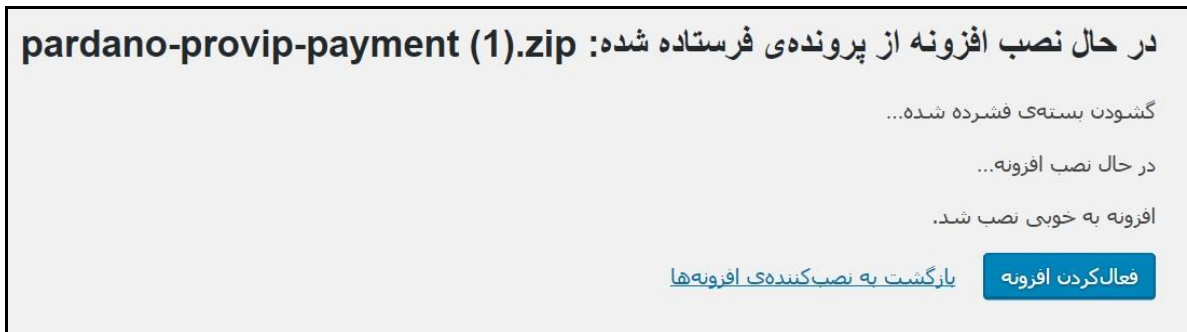 در حال نصب افزونه از پرونده‌ی فرستاده شده: pardano-provip-payment (1).zip
گشودن بسته‌ی فشرده شده...
در حال نصب افزونه...
افزونه به خوبی نصب شد.
فعال‌کردن افزونه بازگشت به نصب‌کننده‌ی افزونه‌ها